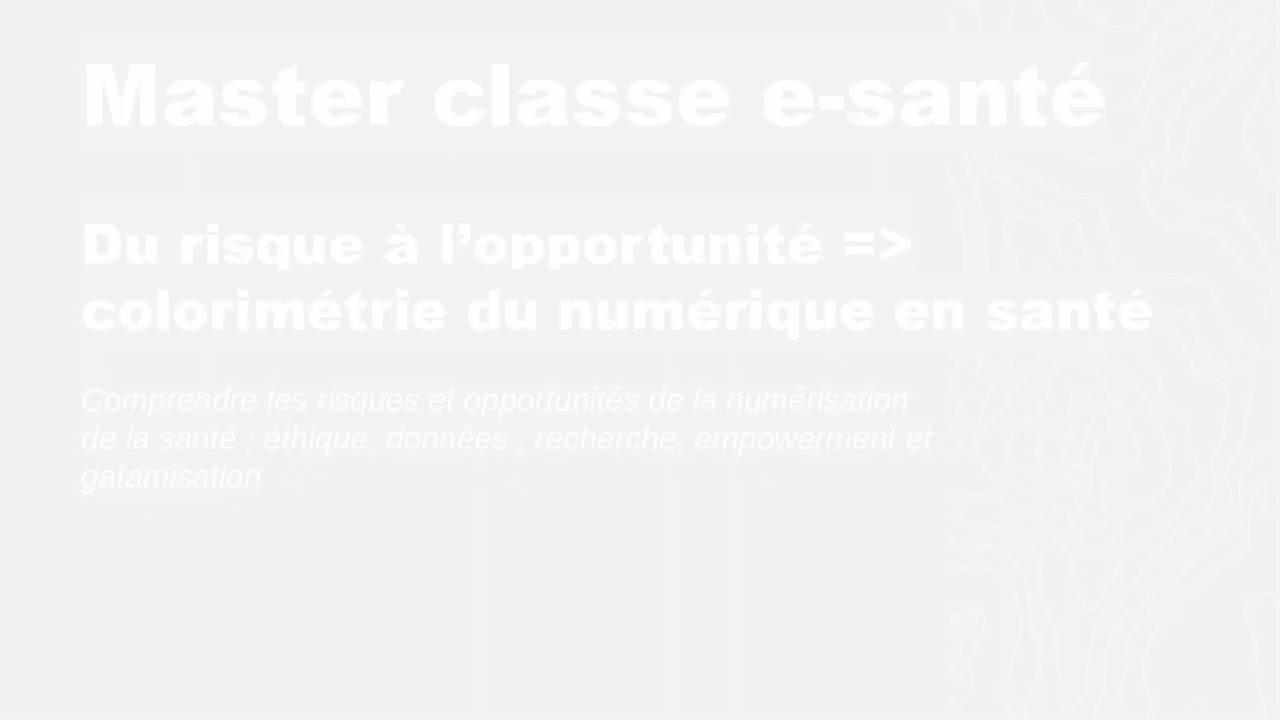 Master classe e-santé
Du risque à l’opportunité =>
colorimétrie du numérique en santé
Comprendre les risques et opportunités de la numérisation
de la santé ; éthique, données , recherche, empowerment et
gafamisation